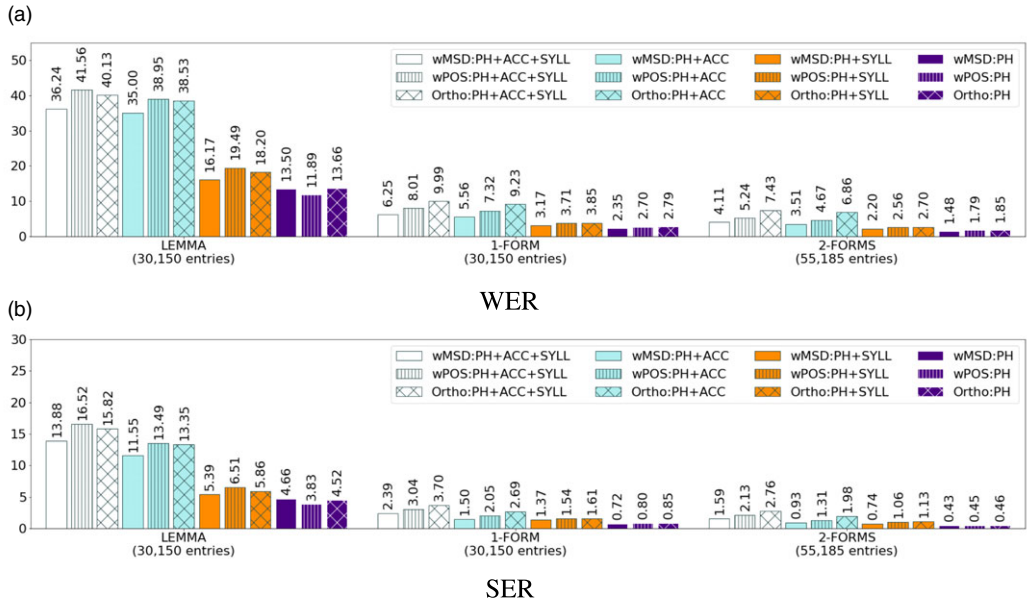 (a)
50
40
30
20
10
0
36.24 41.56 40.13 35.00 38.95 38.53 16.17 19.49 18.20 13.50 11.89 13.66
6.25 8.01 9.99 5.56 7.32 9.23 3.17 3.71 3.85 2.35 2.70 2.79
4.11 5.24 7.43 3.51 4.67 6.86 2.20 2.56 2.70 1.48 1.79 1.85
wMSD:PH+ACC+SYLL wMSD:PH+ACC wMSD:PH+SYLL wMSD:PH
wPOS:PH+ACC+SYLL wPOS:PH+ACC wPOS:PH+SYLL wPOS:PH
Ortho:PH+ACC+SYLL Ortho:PH+ACC Ortho:PH+SYLL Ortho:PH
LEMMA 1-FORM 2-FORMS
(30,150 entries) (30,150 entries) (55,185 entries)
WER
(b)
30
25
20
15
10
5
0
13.88 16.52 15.82 11.55 13.49 13.35 5.39 6.51 5.86 4.66 3.83 4.52
2.39 3.04 3.70 1.50 2.05 2.69 1.37 1.54 1.61 0.72 0.80 0.85
1.59 2.13 2.76 0.93 1.31 1.98 0.74 1.06 1.13 0.43 0.45 0.46
wMSD:PH+ACC+SYLL wMSD:PH+ACC wMSD:PH+SYLL wMSD:PH
wPOS:PH+ACC+SYLL wPOS:PH+ACC wPOS:PH+SYLL wPOS:PH
Ortho:PH+ACC+SYLL Ortho:PH+ACC Ortho:PH+SYLL Ortho:PH
LEMMA 1-FORM 2-FORMS
(30,150 entries) (30,150 entries) (55,185 entries)
SER